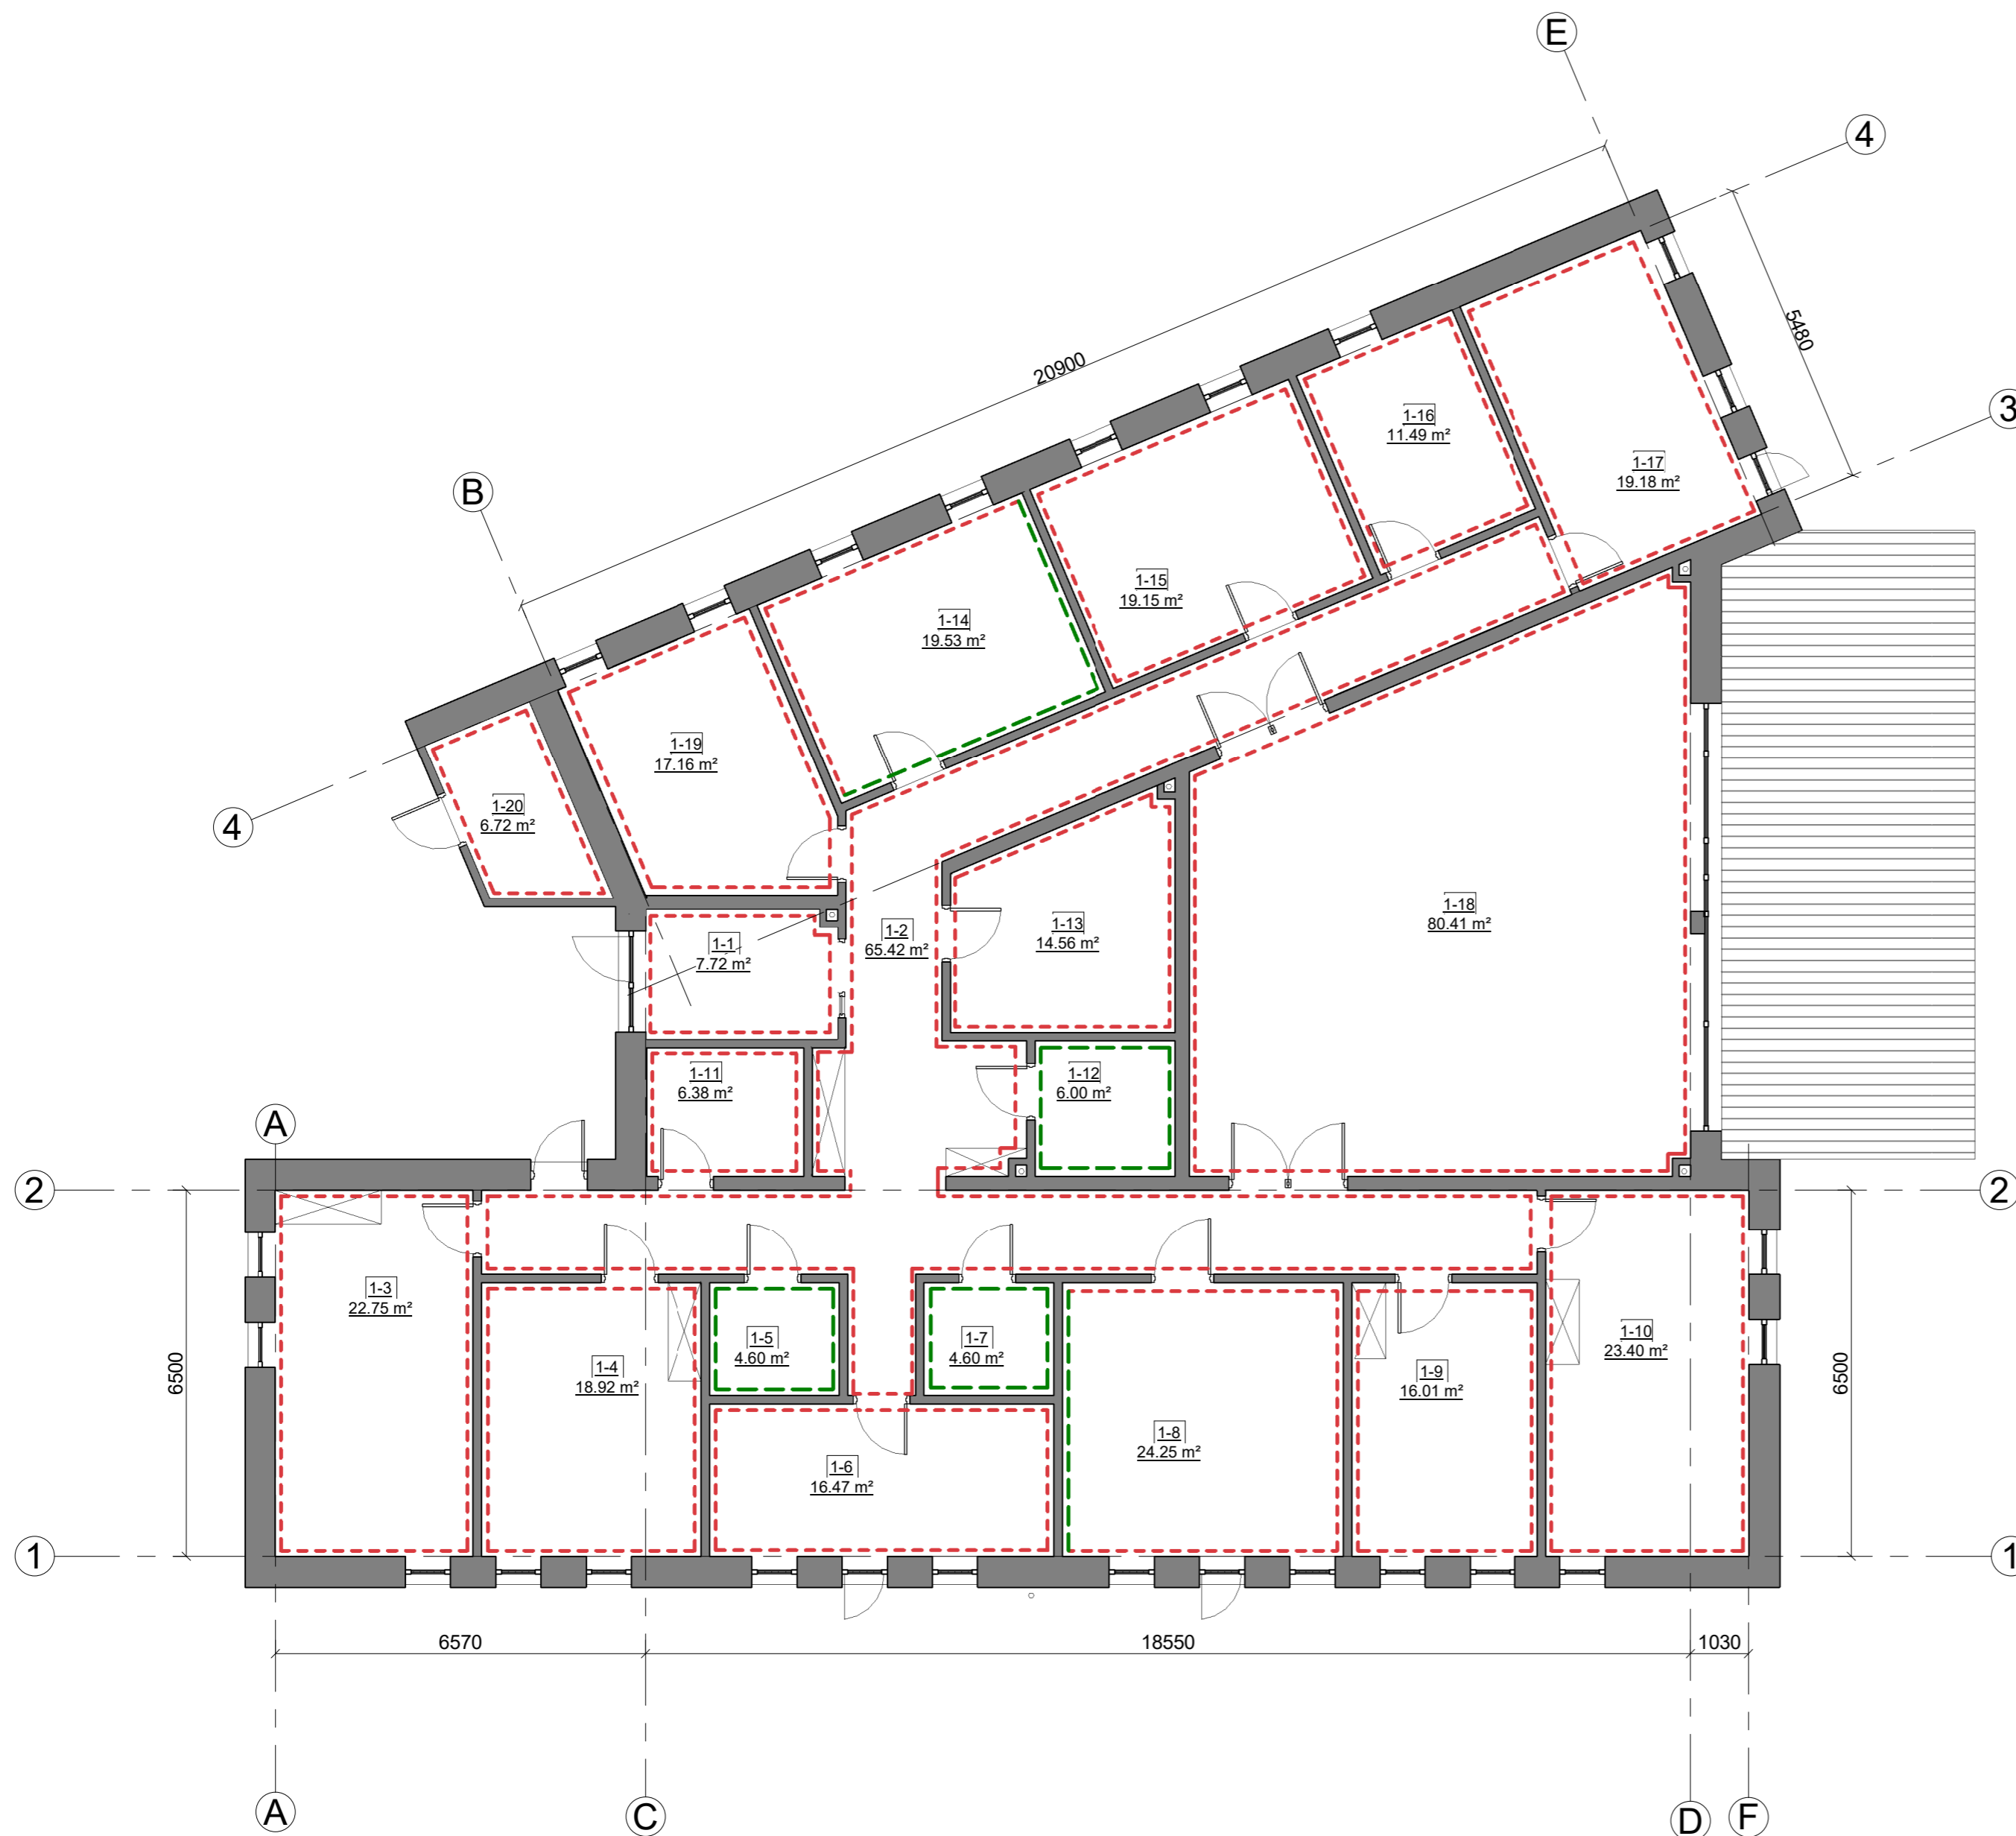 E
4
20900
5480
3
B
1-16
11.49 m²
1-17
19.18 m²
1-15
19.15 m²
1-14
19.53 m²
1-19
17.16 m²
1-20
6.72 m²
4
1-18
80.41 m²
1-13
14.56 m²
1-2
65.42 m²
1-1
7.72 m²
1-11
6.38 m²
1-12
6.00 m²
A
2
2
1-3
22.75 m²
1-4
18.92 m²
1-5
4.60 m²
1-7
4.60 m²
1-10
23.40 m²
1-9
16.01 m²
6500
6500
1-8
24.25 m²
1-6
16.47 m²
1
1
6570
18550
1030
A
C
D
F